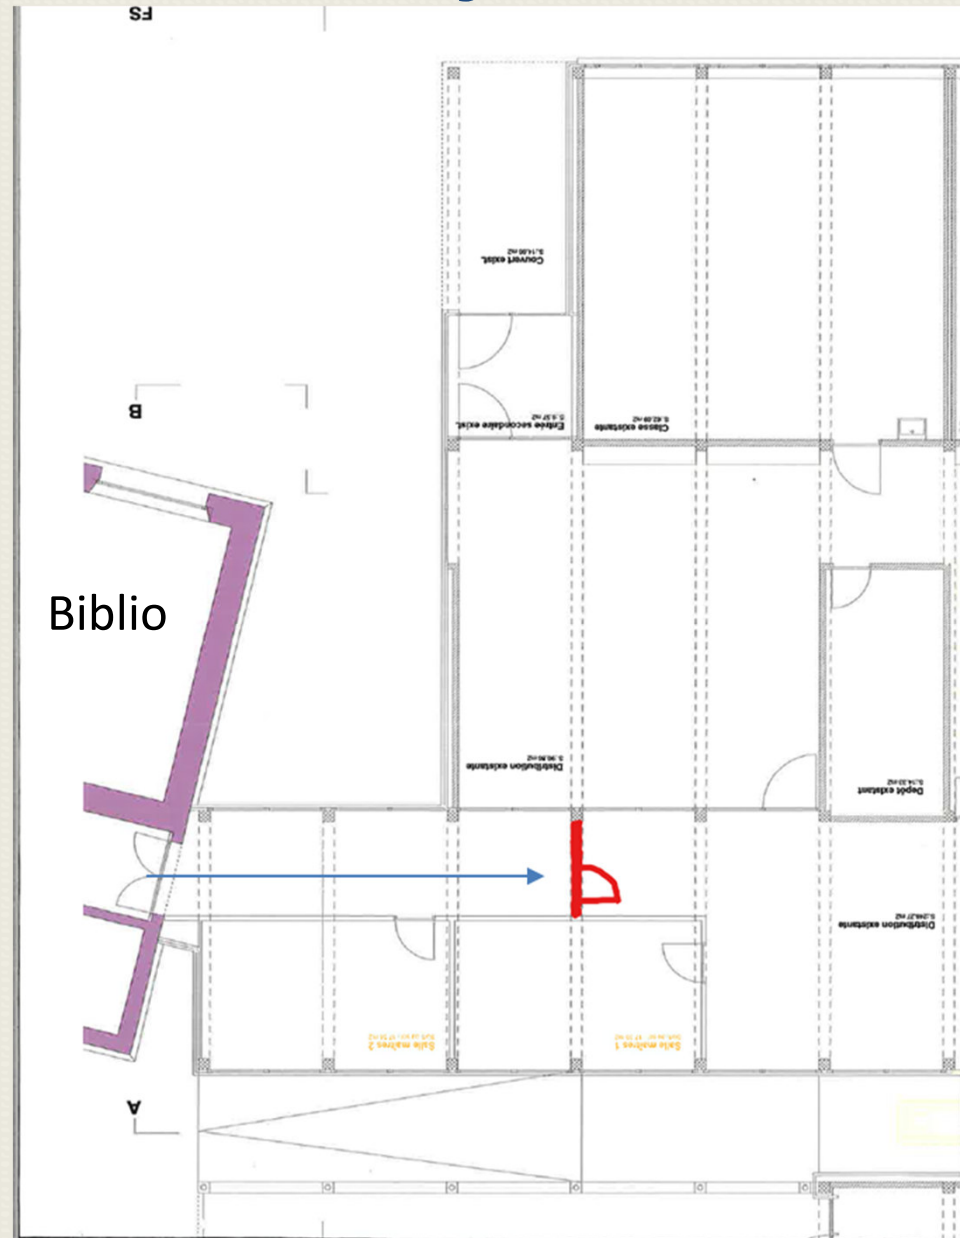 FS
Couvert exist.
B
Entrée secondaire exist.
Classe existante
Biblio
Distribution existante
Dépôt existant
Distribution existante
Salle maîtres 2
Salle maîtres 1
A